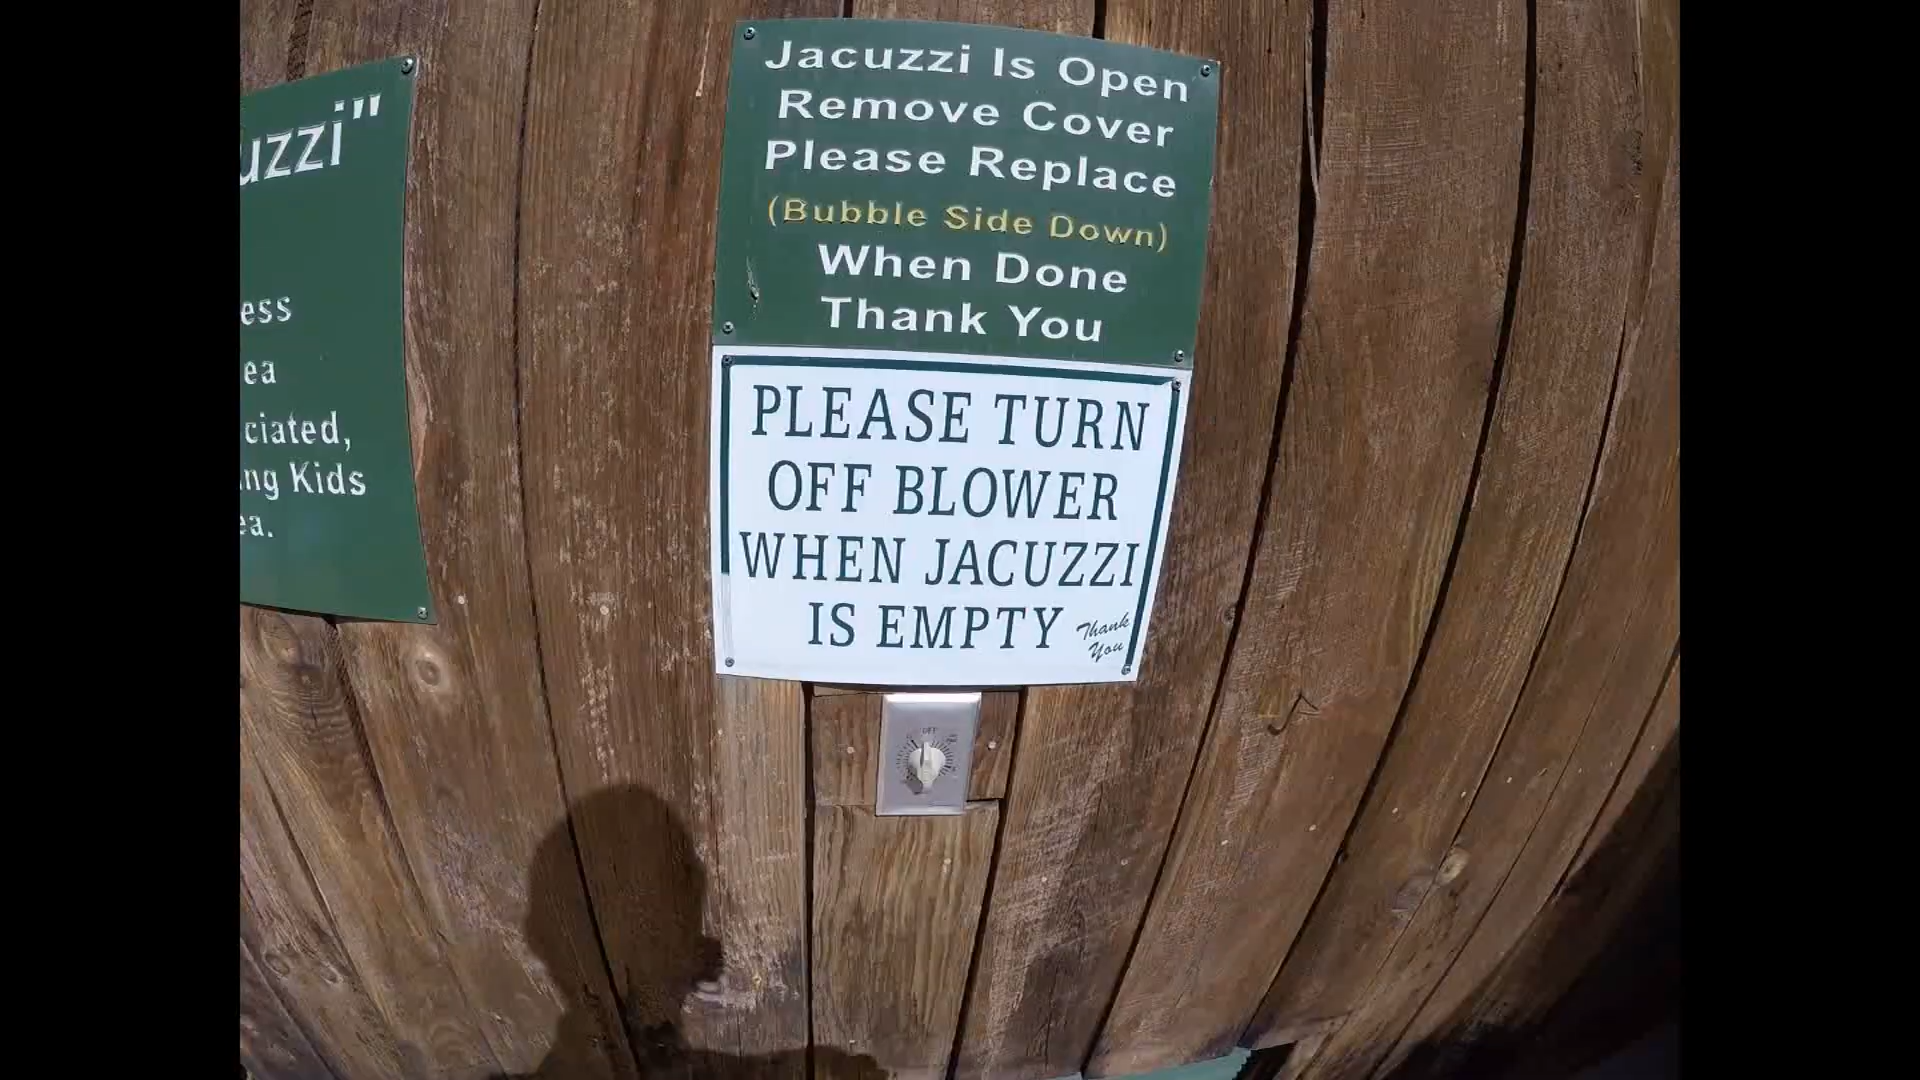 uzzi"
ess
ea
ciated,
ng Kids
ea.
Jacuzzi Is Open
Remove Cover
Please Replace
(Bubble Side Down)
When Done
Thank You
PLEASE TURN
OFF BLOWER
WHEN JACUZZI
IS EMPTY
Thank
You
OFF